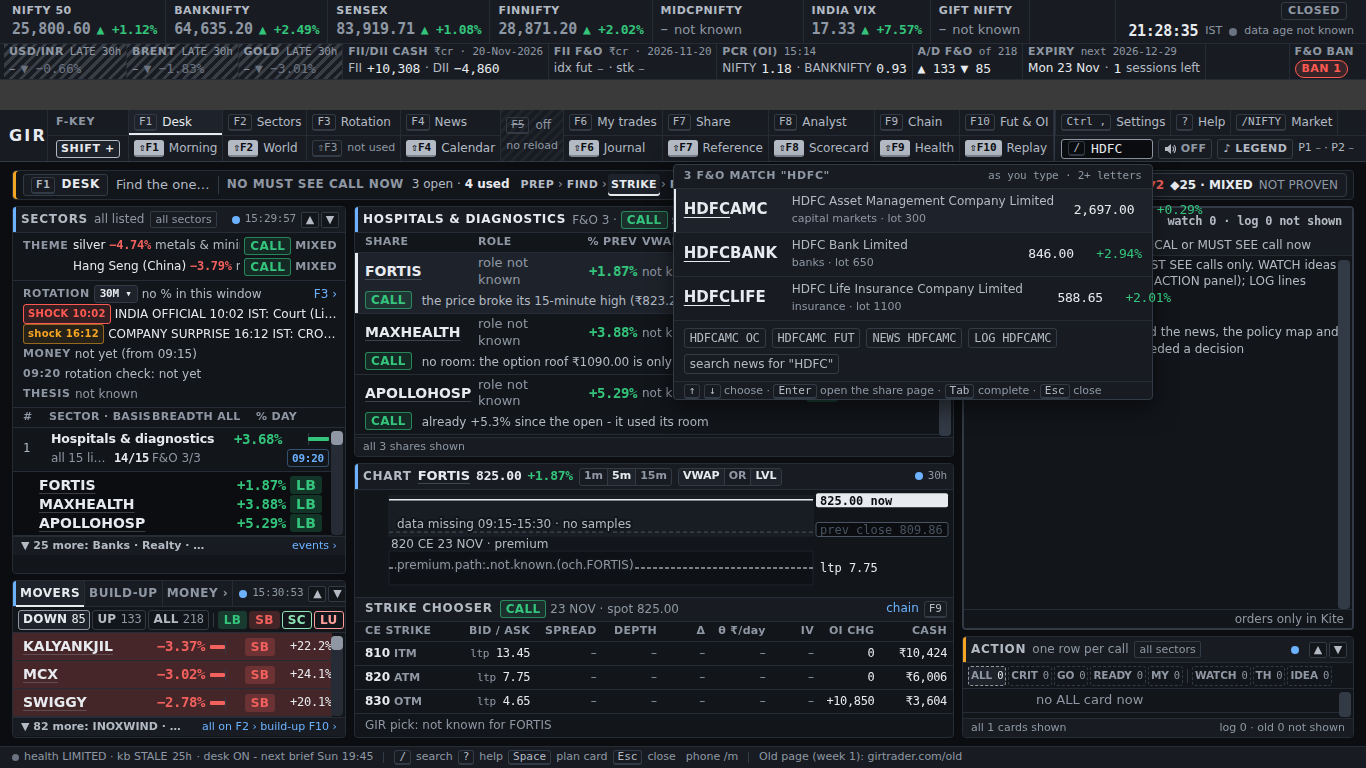 NIFTY 50 BANKNIFTY SENSEX FINNIFTY MIDCPNIFTY INDIA VIX GIFT NIFTY CLOSED
25,800.60 ▲ +1.12% 64,635.20 ▲ +2.49% 83,919.71 ▲ +1.08% 28,871.20 ▲ +2.02% – not known 17.33 ▲ +7.57% – not known 21:28:35 IST data age not known
USD/INR LATE 30h BRENT LATE 30h GOLD LATE 30h FII/DII CASH ₹cr · 20-Nov-2026 FII F&O ₹cr · 2026-11-20 PCR (OI) 15:14 A/D F&O of 218 EXPIRY next 2026-12-29 F&O BAN
– ▼ −0.66% – ▼ −1.83% – ▼ −3.01% FII +10,308 · DII −4,860 idx fut – · stk – NIFTY 1.18 · BANKNIFTY 0.93 ▲ 133 ▼ 85 Mon 23 Nov · 1 sessions left BAN 1
GIR F-KEY F1 Desk F2 Sectors F3 Rotation F4 News F5 off F6 My trades F7 Share F8 Analyst F9 Chain F10 Fut & OI Ctrl , Settings ? Help /NIFTY Market
SHIFT + ⇧F1 Morning ⇧F2 World ⇧F3 not used ⇧F4 Calendar no reload ⇧F6 Journal ⇧F7 Reference ⇧F8 Scorecard ⇧F9 Health ⇧F10 Replay / HDFC OFF ♪ LEGEND P1 – · P2 –
F1 DESK Find the one… NO MUST SEE CALL NOW 3 open · 4 used PREP › FIND › STRIKE › ◆25 · MIXED NOT PROVEN
3 F&O MATCH "HDFC" as you type · 2+ letters
HDFCAMC HDFC Asset Management Company Limited 2,697.00 +0.29%
capital markets · lot 300
HDFCBANK HDFC Bank Limited 846.00 +2.94%
banks · lot 650
HDFCLIFE HDFC Life Insurance Company Limited 588.65 +2.01%
insurance · lot 1100
HDFCAMC OC HDFCAMC FUT NEWS HDFCAMC LOG HDFCAMC
search news for "HDFC"
↑ ↓ choose · Enter open the share page · Tab complete · Esc close
SECTORS all listed all sectors 15:29:57 ▲ ▼
THEME silver −4.74% metals & mini CALL MIXED
Hang Seng (China) −3.79% CALL MIXED
ROTATION 30M ▾ no % in this window F3 ›
SHOCK 10:02 INDIA OFFICIAL 10:02 IST: Court (Li…
shock 16:12 COMPANY SURPRISE 16:12 IST: CRO…
MONEY not yet (from 09:15)
09:20 rotation check: not yet
THESIS not known
# SECTOR · BASIS BREADTH ALL % DAY
1 Hospitals & diagnostics +3.68%
all 15 li… 14/15 F&O 3/3 09:20
FORTIS +1.87% LB
MAXHEALTH +3.88% LB
APOLLOHOSP +5.29% LB
▼ 25 more: Banks · Realty · … events ›
MOVERS BUILD-UP MONEY › 15:30:53 ▲ ▼
DOWN 85 UP 133 ALL 218 LB SB SC LU
KALYANKJIL −3.37% SB +22.2%
MCX −3.02% SB +24.1%
SWIGGY −2.78% SB +20.1%
▼ 82 more: INOXWIND · … all on F2 › build-up F10 ›
HOSPITALS & DIAGNOSTICS F&O 3 · CALL
SHARE ROLE % PREV
FORTIS role not known +1.87%
CALL the price broke its 15-minute high
MAXHEALTH role not known +3.88%
CALL no room: the option roof ₹1090.00 is only
APOLLOHOSP role not known +5.29%
CALL already +5.3% since the open - it used its room
all 3 shares shown
CHART FORTIS 825.00 +1.87% 1m 5m 15m VWAP OR LVL 30h
825.00 now
data missing 09:15-15:30 · no samples
prev close 809.86
820 CE 23 NOV · premium
premium path: not known (och.FORTIS)
ltp 7.75
STRIKE CHOOSER CALL 23 NOV · spot 825.00 chain F9
CE STRIKE BID / ASK SPREAD DEPTH Δ θ ₹/day IV OI CHG CASH
810 ITM ltp 13.45 – – – – – 0 ₹10,424
820 ATM ltp 7.75 – – – – – 0 ₹6,006
830 OTM ltp 4.65 – – – – – +10,850 ₹3,604
GIR pick: not known for FORTIS
watch 0 · log 0 not shown
CAL or MUST SEE call now
SEE calls only. WATCH ideas
ACTION panel); LOG lines
the news, the policy map and
a decision
orders only in Kite
ACTION one row per call all sectors ▲ ▼
ALL 0 CRIT 0 GO 0 READY 0 MY 0 WATCH 0 TH 0 IDEA 0
no ALL card now
all 1 cards shown log 0 · old 0 not shown
health LIMITED · kb STALE 25h · desk ON - next brief Sun 19:45 / search ? help Space plan card Esc close phone /m Old page (week 1): girtrader.com/old